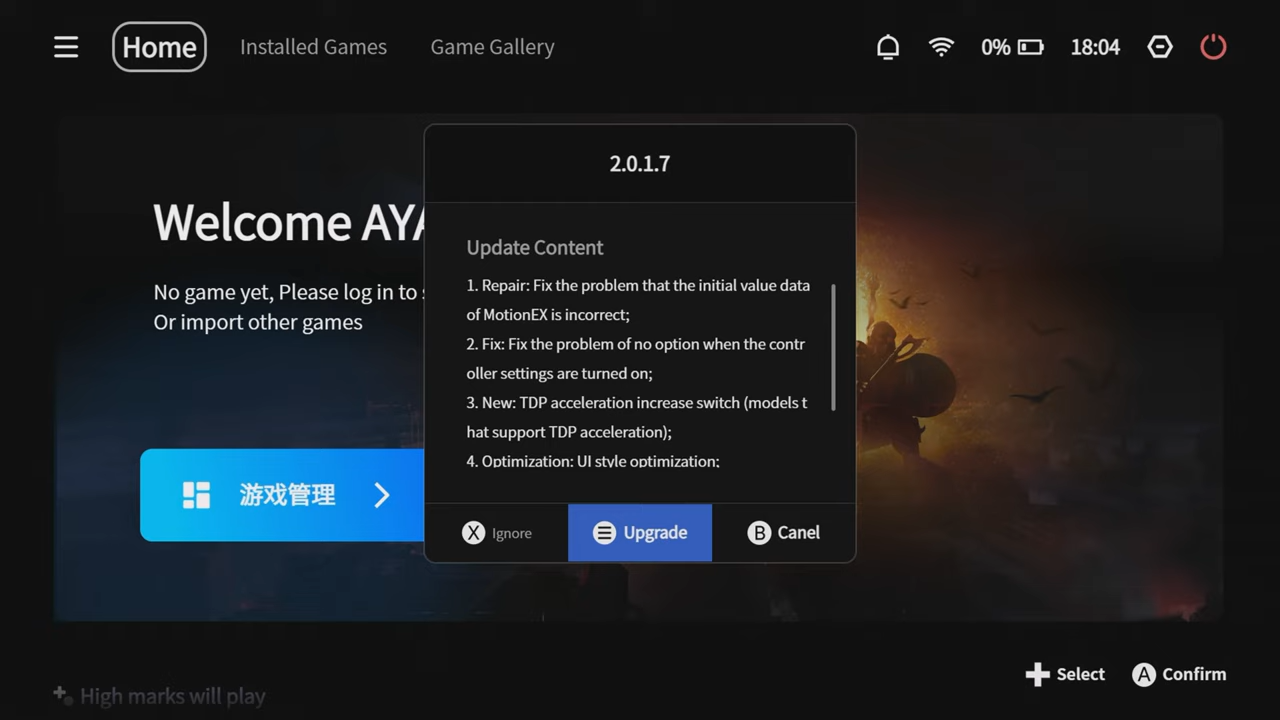 Home
Installed Games
Game Gallery
0%
18:04
2.0.1.7
Welcome AYA
No game yet, Please log in to
Or import other games
Update Content
1. Repair: Fix the problem that the initial value data
of MotionEX is incorrect;
2. Fix: Fix the problem of no option when the contr
oller settings are turned on;
3. New: TDP acceleration increase switch (models t
hat support TDP acceleration);
4. Optimization: UI style optimization;
游戏管理
X Ignore
Upgrade
B Canel
Select
A Confirm
High marks will play